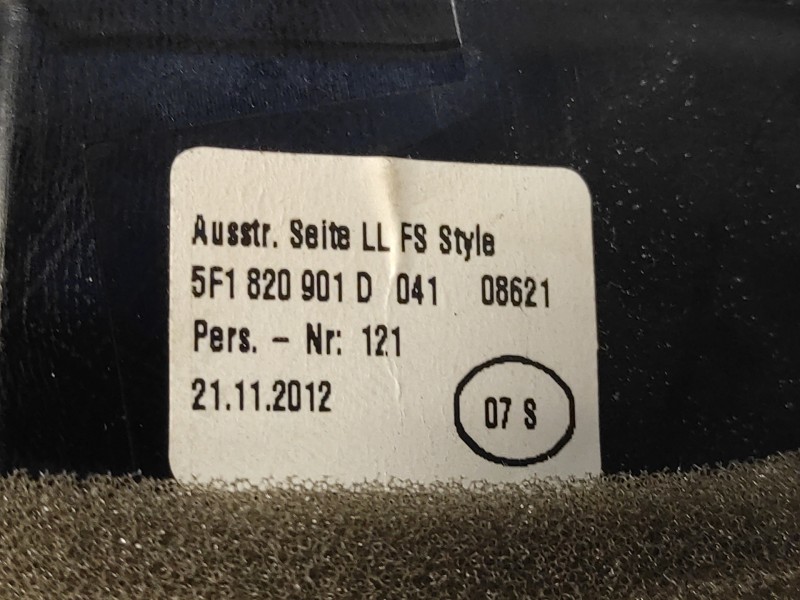 Ausstr. Seite LL FS Style
5F1 820 901 D 041 08621
Pers. - Nr: 121
21.11.2012
07 S